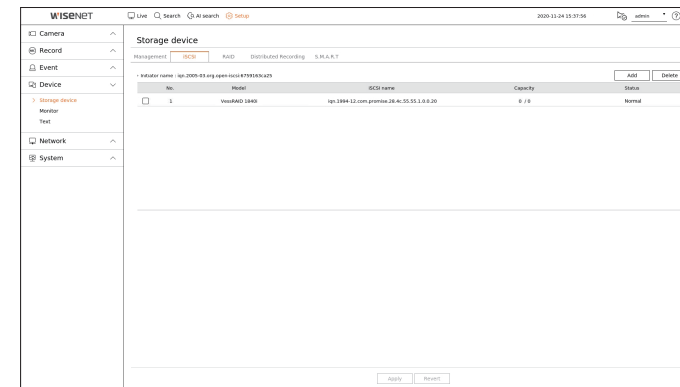 WISENET
Live Search AI search Setup 2020-11-24 15:37:56 admin
Camera
Record
Event
Device
Storage device
Monitor
Text
Network
System
Storage device
Management iSCSI RAID Distributed Recording S.M.A.R.T
Initiator name : iqn.2005-03.org.open-iscsi:6759163ca25
Add Delete
No. Model iSCSI name Capacity Status
1 VessRAID 1840i iqn.1994-12.com.promise.28.4c.55.55.1.0.0.20 0 / 0 Normal
Apply Revert